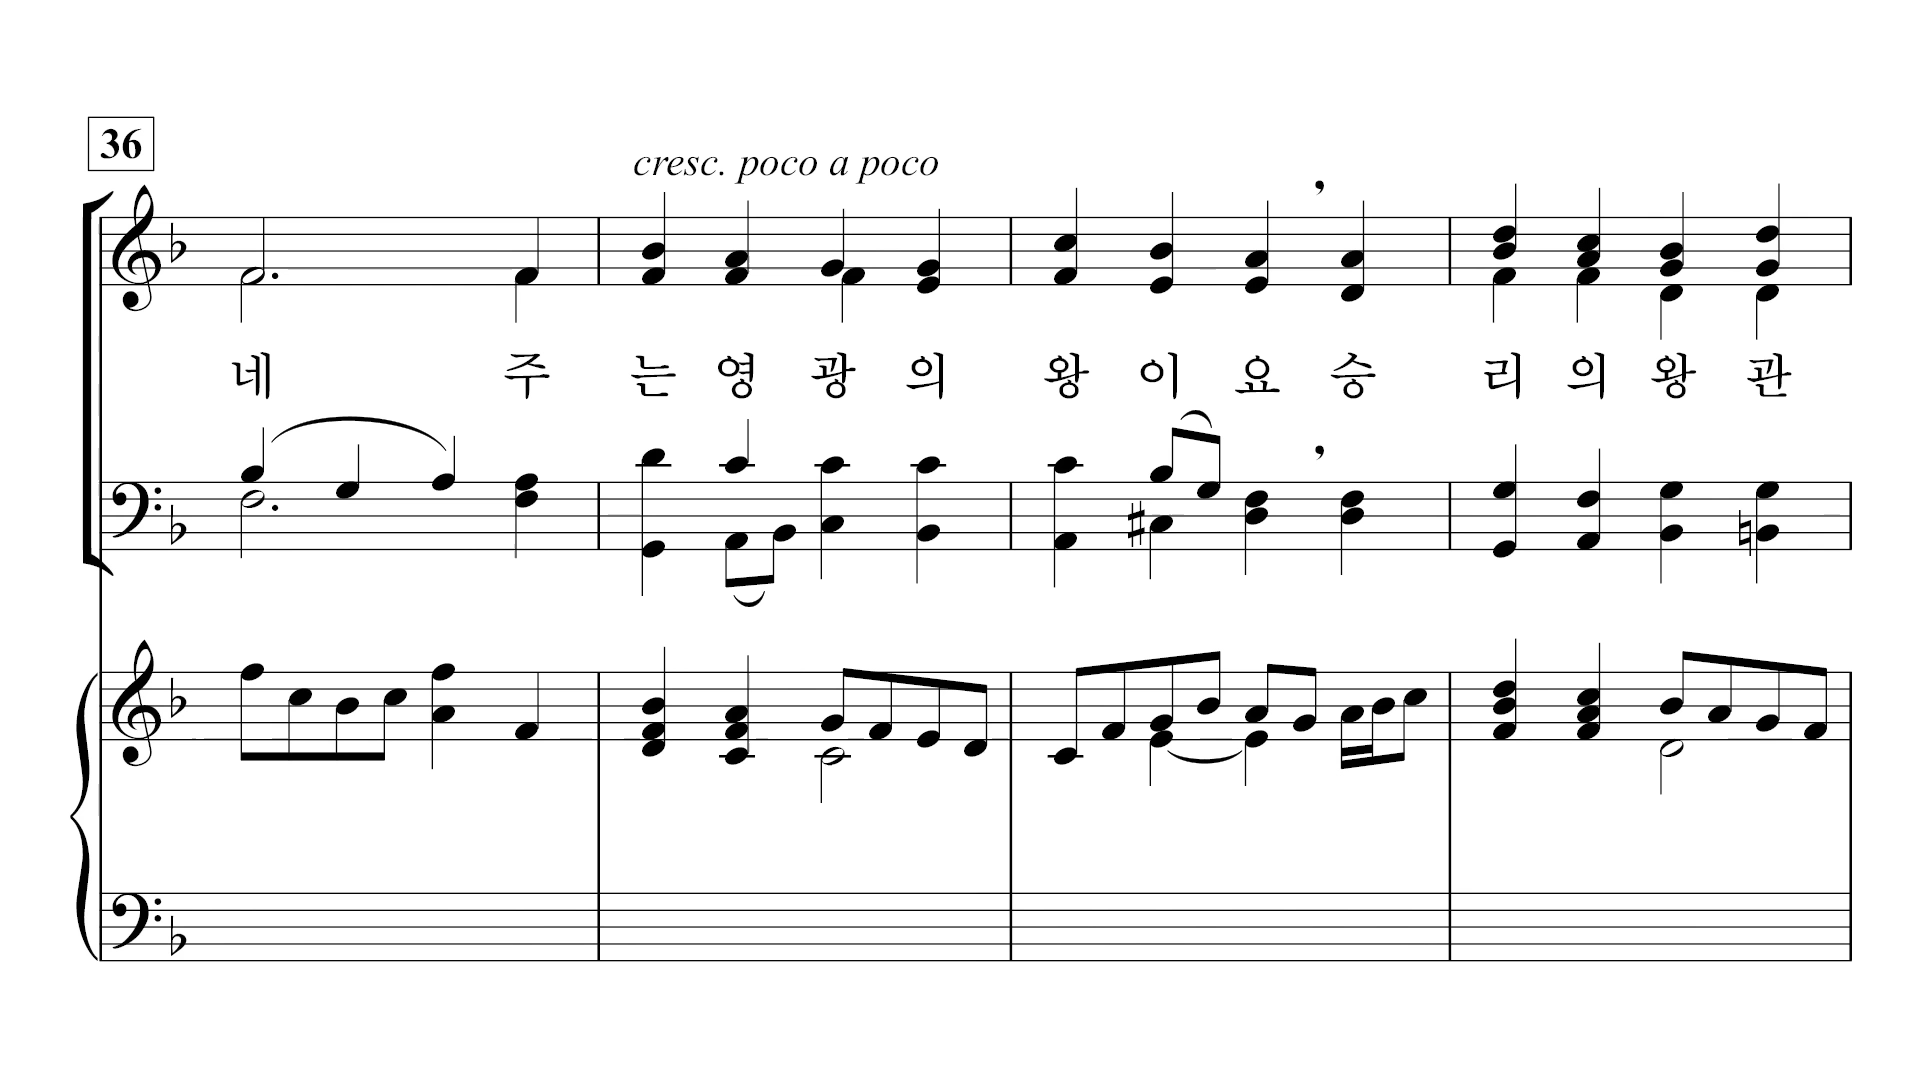 36
cresc. poco a poco
네 주 는 영 광 의 왕 이 요 승 리 의 왕 관